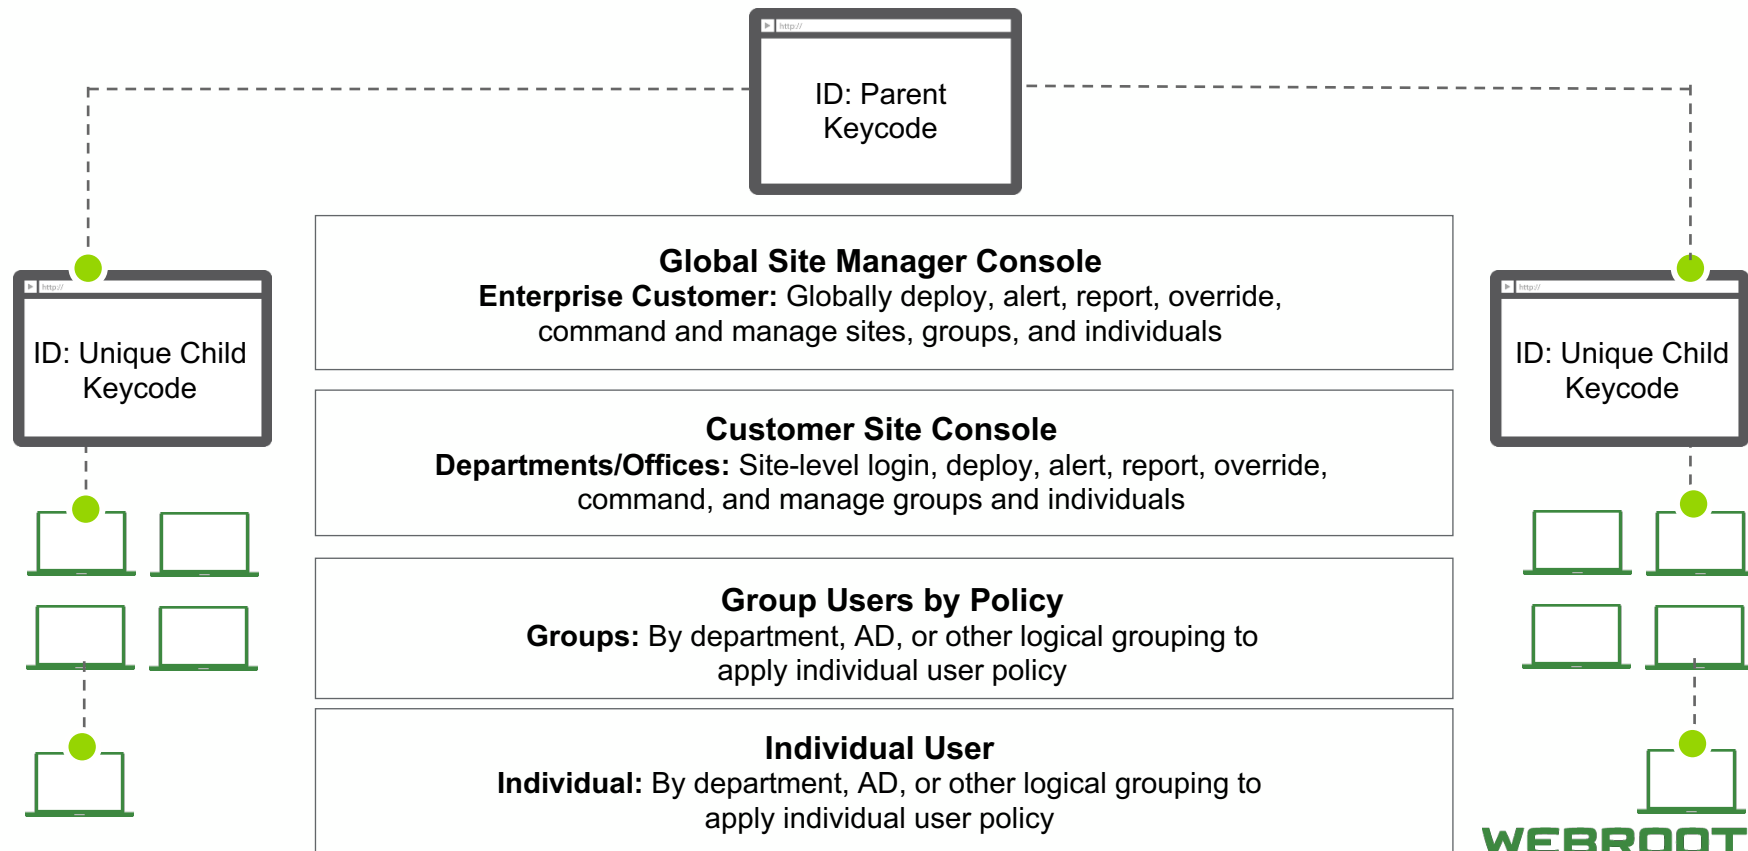 http://
ID: Parent
Keycode
Global Site Manager Console
Enterprise Customer: Globally deploy, alert, report, override,
command and manage sites, groups, and individuals
http://
ID: Unique Child
Keycode
http://
ID: Unique Child
Keycode
Customer Site Console
Departments/Offices: Site-level login, deploy, alert, report, override,
command, and manage groups and individuals
Group Users by Policy
Groups: By department, AD, or other logical grouping to
apply individual user policy
Individual User
Individual: By department, AD, or other logical grouping to
apply individual user policy
WEBROOT